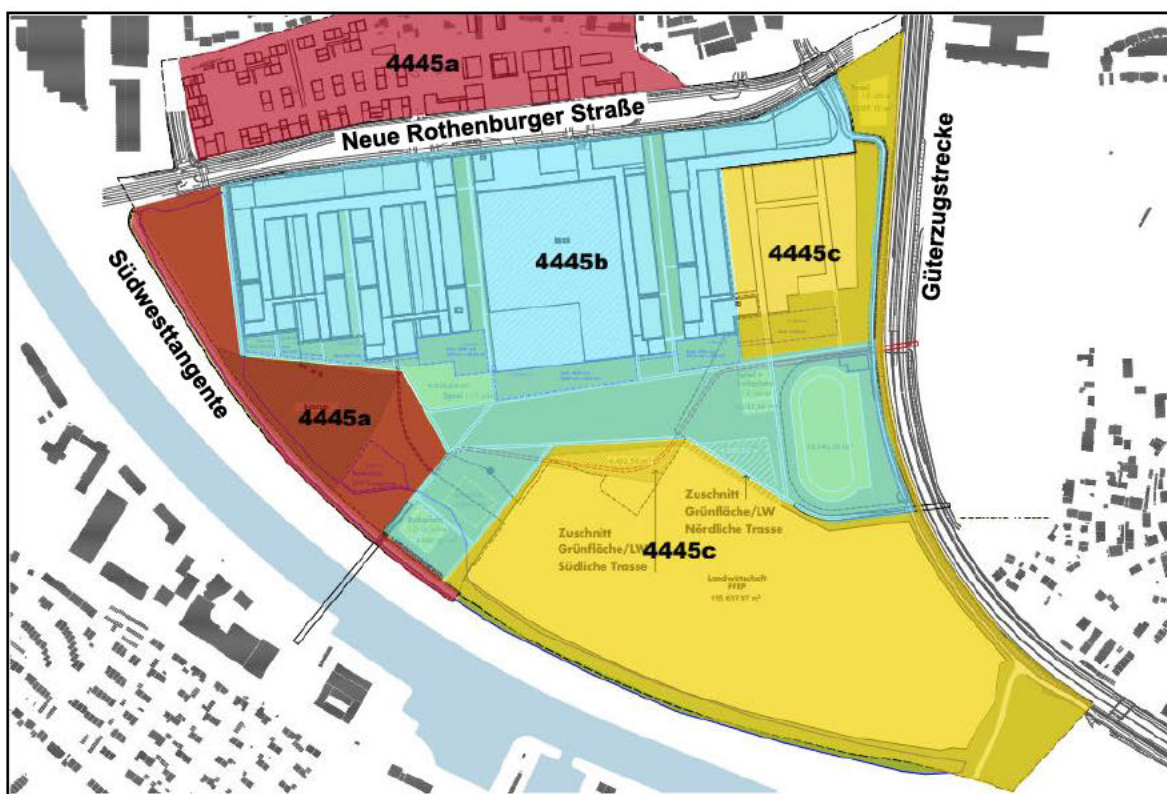 4445a
Neue Rothenburger Straße
4445b
4445c
Güterzugstrecke
Südwesttangente
4445a
Zuschnitt
Grünfläche/LW
Nördliche Trasse
Zuschnitt
Grünfläche/LW
Südliche Trasse
4445c
Landwirtschaft